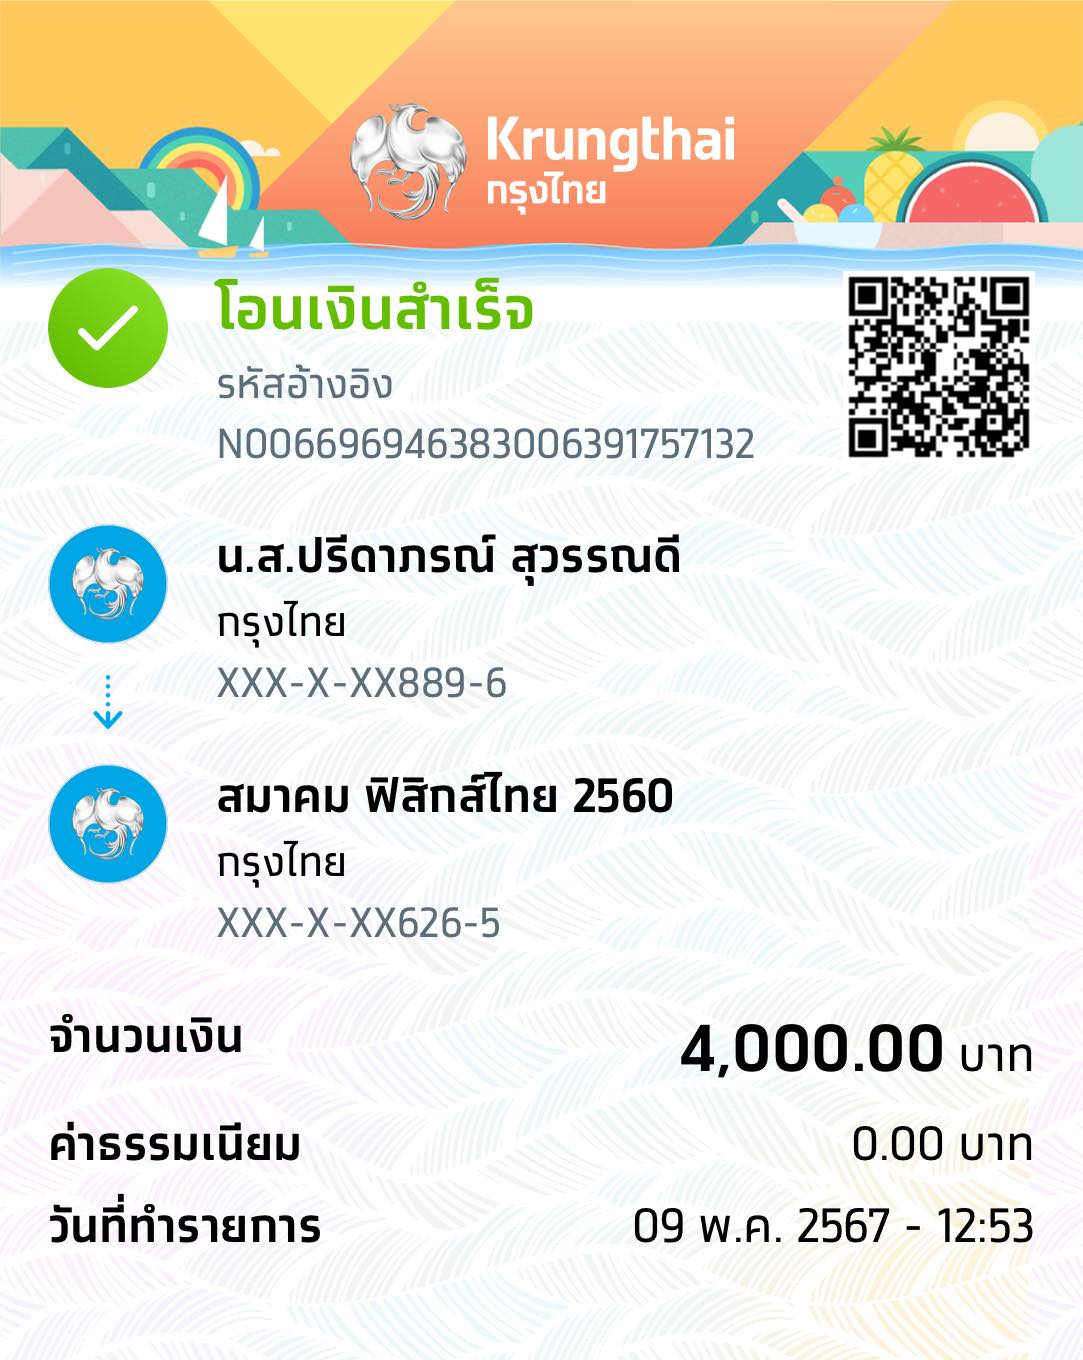 Krungthai
กรุงไทย
โอนเงินสำเร็จ
รหัสอ้างอิง
N006696946383006391757132
น.ส.ปรีดาภรณ์ สุวรรณดี
กรุงไทย
XXX-X-XX889-6
สมาคม ฟิสิกส์ไทย 2560
กรุงไทย
XXX-X-XX626-5
จำนวนเงิน 4,000.00 บาท
ค่าธรรมเนียม 0.00 บาท
วันที่ทำรายการ 09 พ.ค. 2567 - 12:53